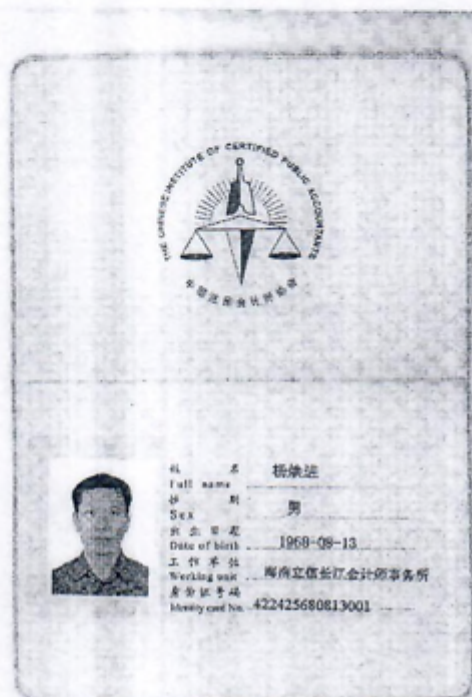 THE CHINESE INSTITUTE OF CERTIFIED PUBLIC ACCOUNTANTS
中国注册会计师协会
姓 名
Full name
性 别
男
Sex
出生日期
Date of birth 1968-08-13
工作单位
Working unit 海南立信长江会计师事务所
身份证号码
Identity card No. 422425680813001